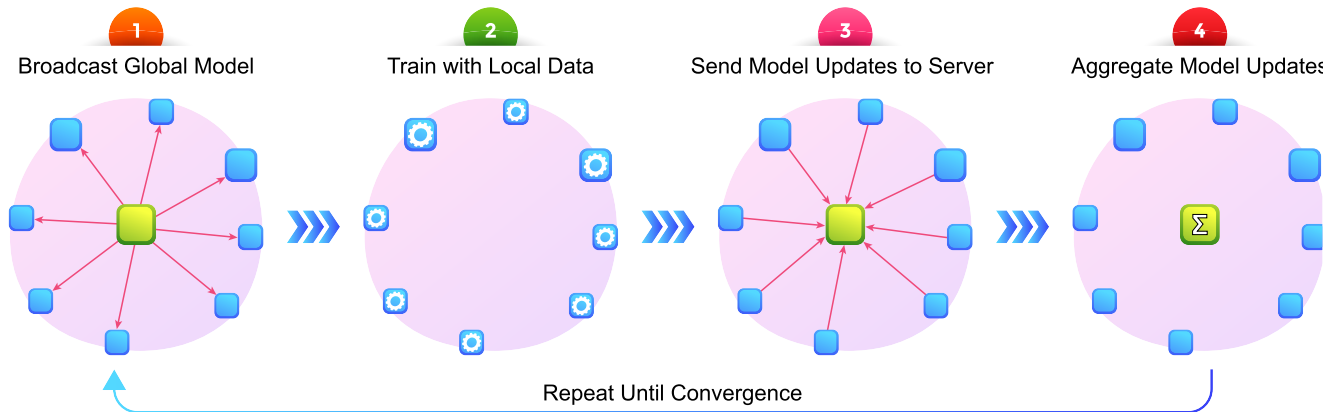 1
Broadcast Global Model
2
Train with Local Data
3
Send Model Updates to Server
4
Aggregate Model Updates
Σ
Repeat Until Convergence